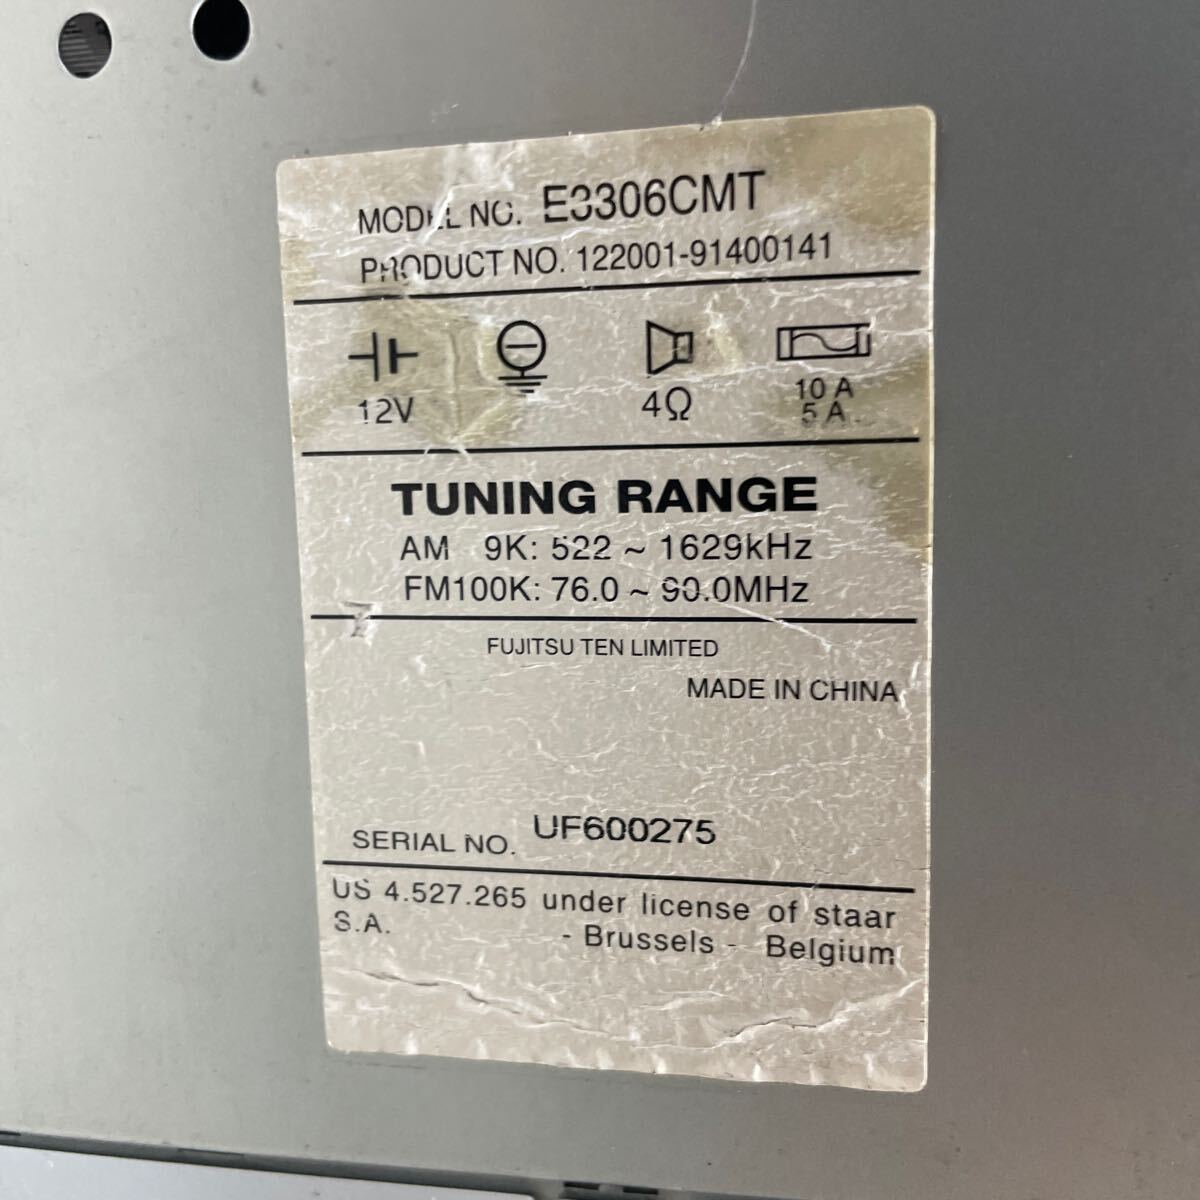 MODEL NO. E3306CMT
PRODUCT NO. 122001-91400141
12V
4Ω
10 A
5 A
TUNING RANGE
AM 9K: 522 ~ 1629kHz
FM100K: 76.0 ~ 90.0MHz
FUJITSU TEN LIMITED
MADE IN CHINA
SERIAL NO. UF600275
US 4.527.265 under license of staar
S.A. - Brussels - Belgium